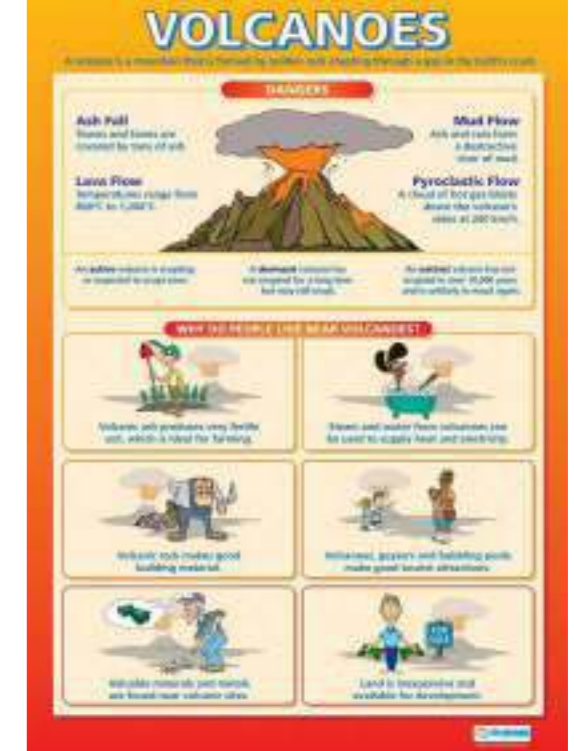 VOLCANOES
A volcano is a mountain that is formed by molten rock erupting through a gap in the Earth's crust.
DANGERS
Ash Fall
Towns and are
covered by tons of ash.
Mud Flow
Ash and rain form
a destructive
river of mud.
Lava Flow
Temperatures range from
to
Pyroclastic Flow
A cloud of hot gas blasts
down the volcano's
sides at 200 km/h.
An active volcano is erupting
or expected to erupt soon.
A dormant volcano has
not erupted for a long time
but may still erupt.
An extinct volcano has not
erupted in over 10,000 years
and is unlikely to erupt again.
WHY DO PEOPLE LIVE NEAR VOLCANOES?
Volcanic ash produces very fertile
soil, which is ideal for farming.
Steam and water from volcanoes can
be used to supply heat and electricity.
Volcanic rock makes good
building material.
Volcanoes, geysers and bubbling pools
make good tourist attractions.
Valuable minerals and metals
are found near volcanic sites.
Land is inexpensive and
available for development.